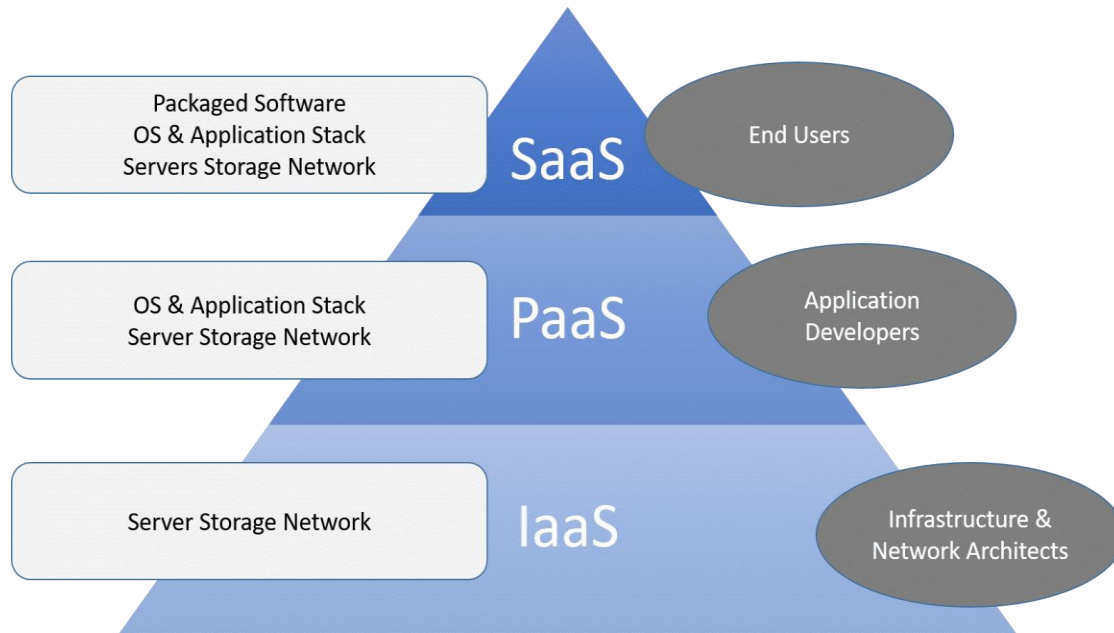 Packaged Software
OS & Application Stack
Servers Storage Network
SaaS
End Users
OS & Application Stack
Server Storage Network
PaaS
Application
Developers
Server Storage Network
IaaS
Infrastructure &
Network Architects